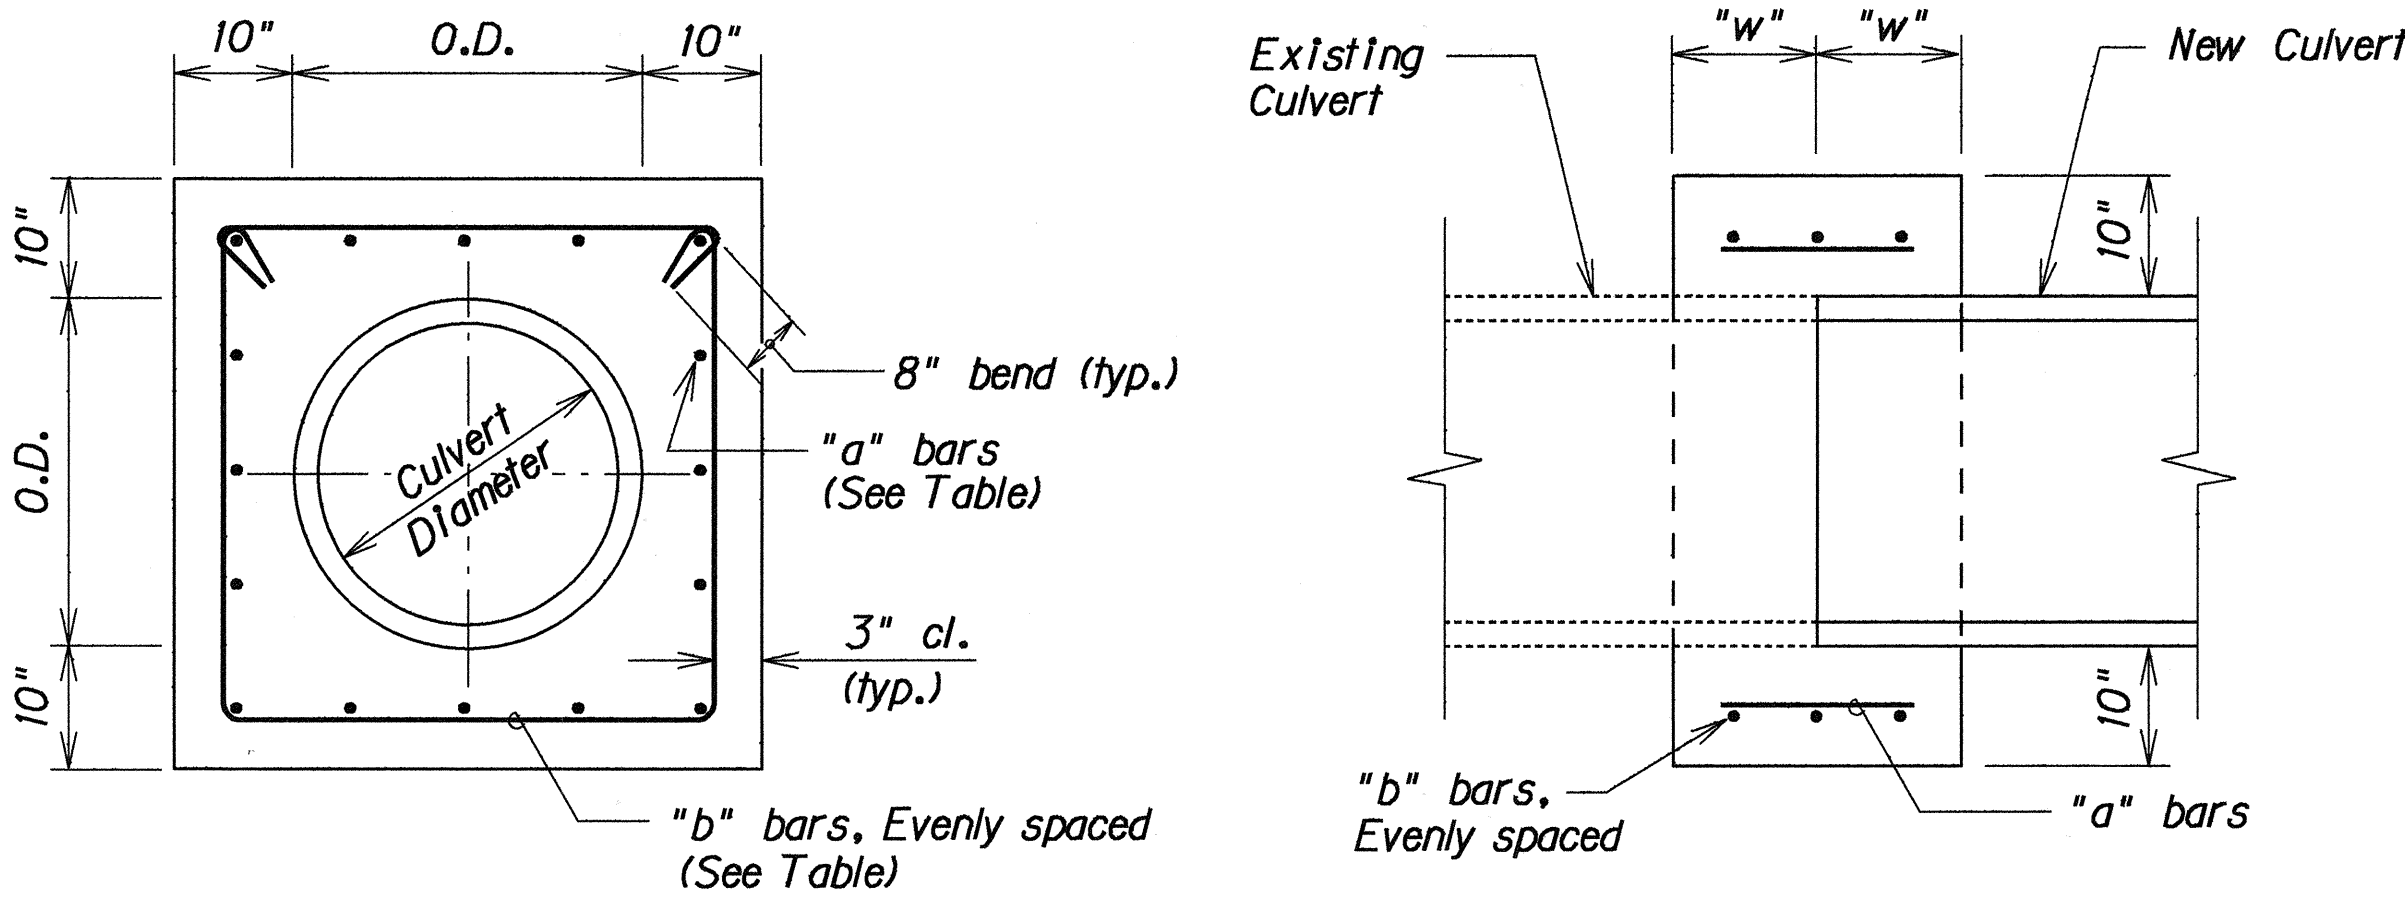 10" O.D. 10"
10"
O.D.
10"
Culvert
Diameter
8" bend (typ.)
"a" bars
(See Table)
3" cl.
(typ.)
"b" bars, Evenly spaced
(See Table)
"w" "w"
Existing
Culvert
New Culvert
10"
10"
"b" bars,
Evenly spaced
"a" bars